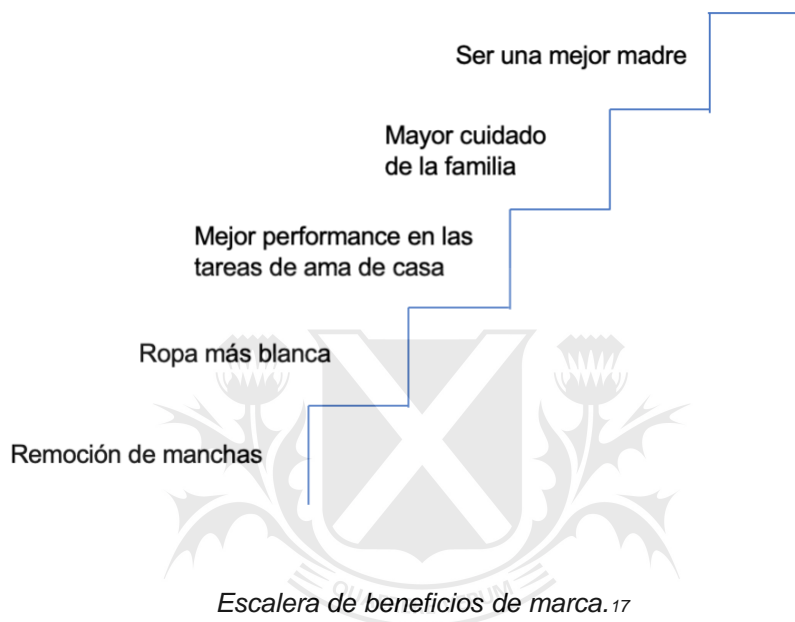 Ser una mejor madre
Mayor cuidado
de la familia
Mejor performance en las
tareas de ama de casa
Ropa más blanca
Remoción de manchas
Escalera de beneficios de marca.17